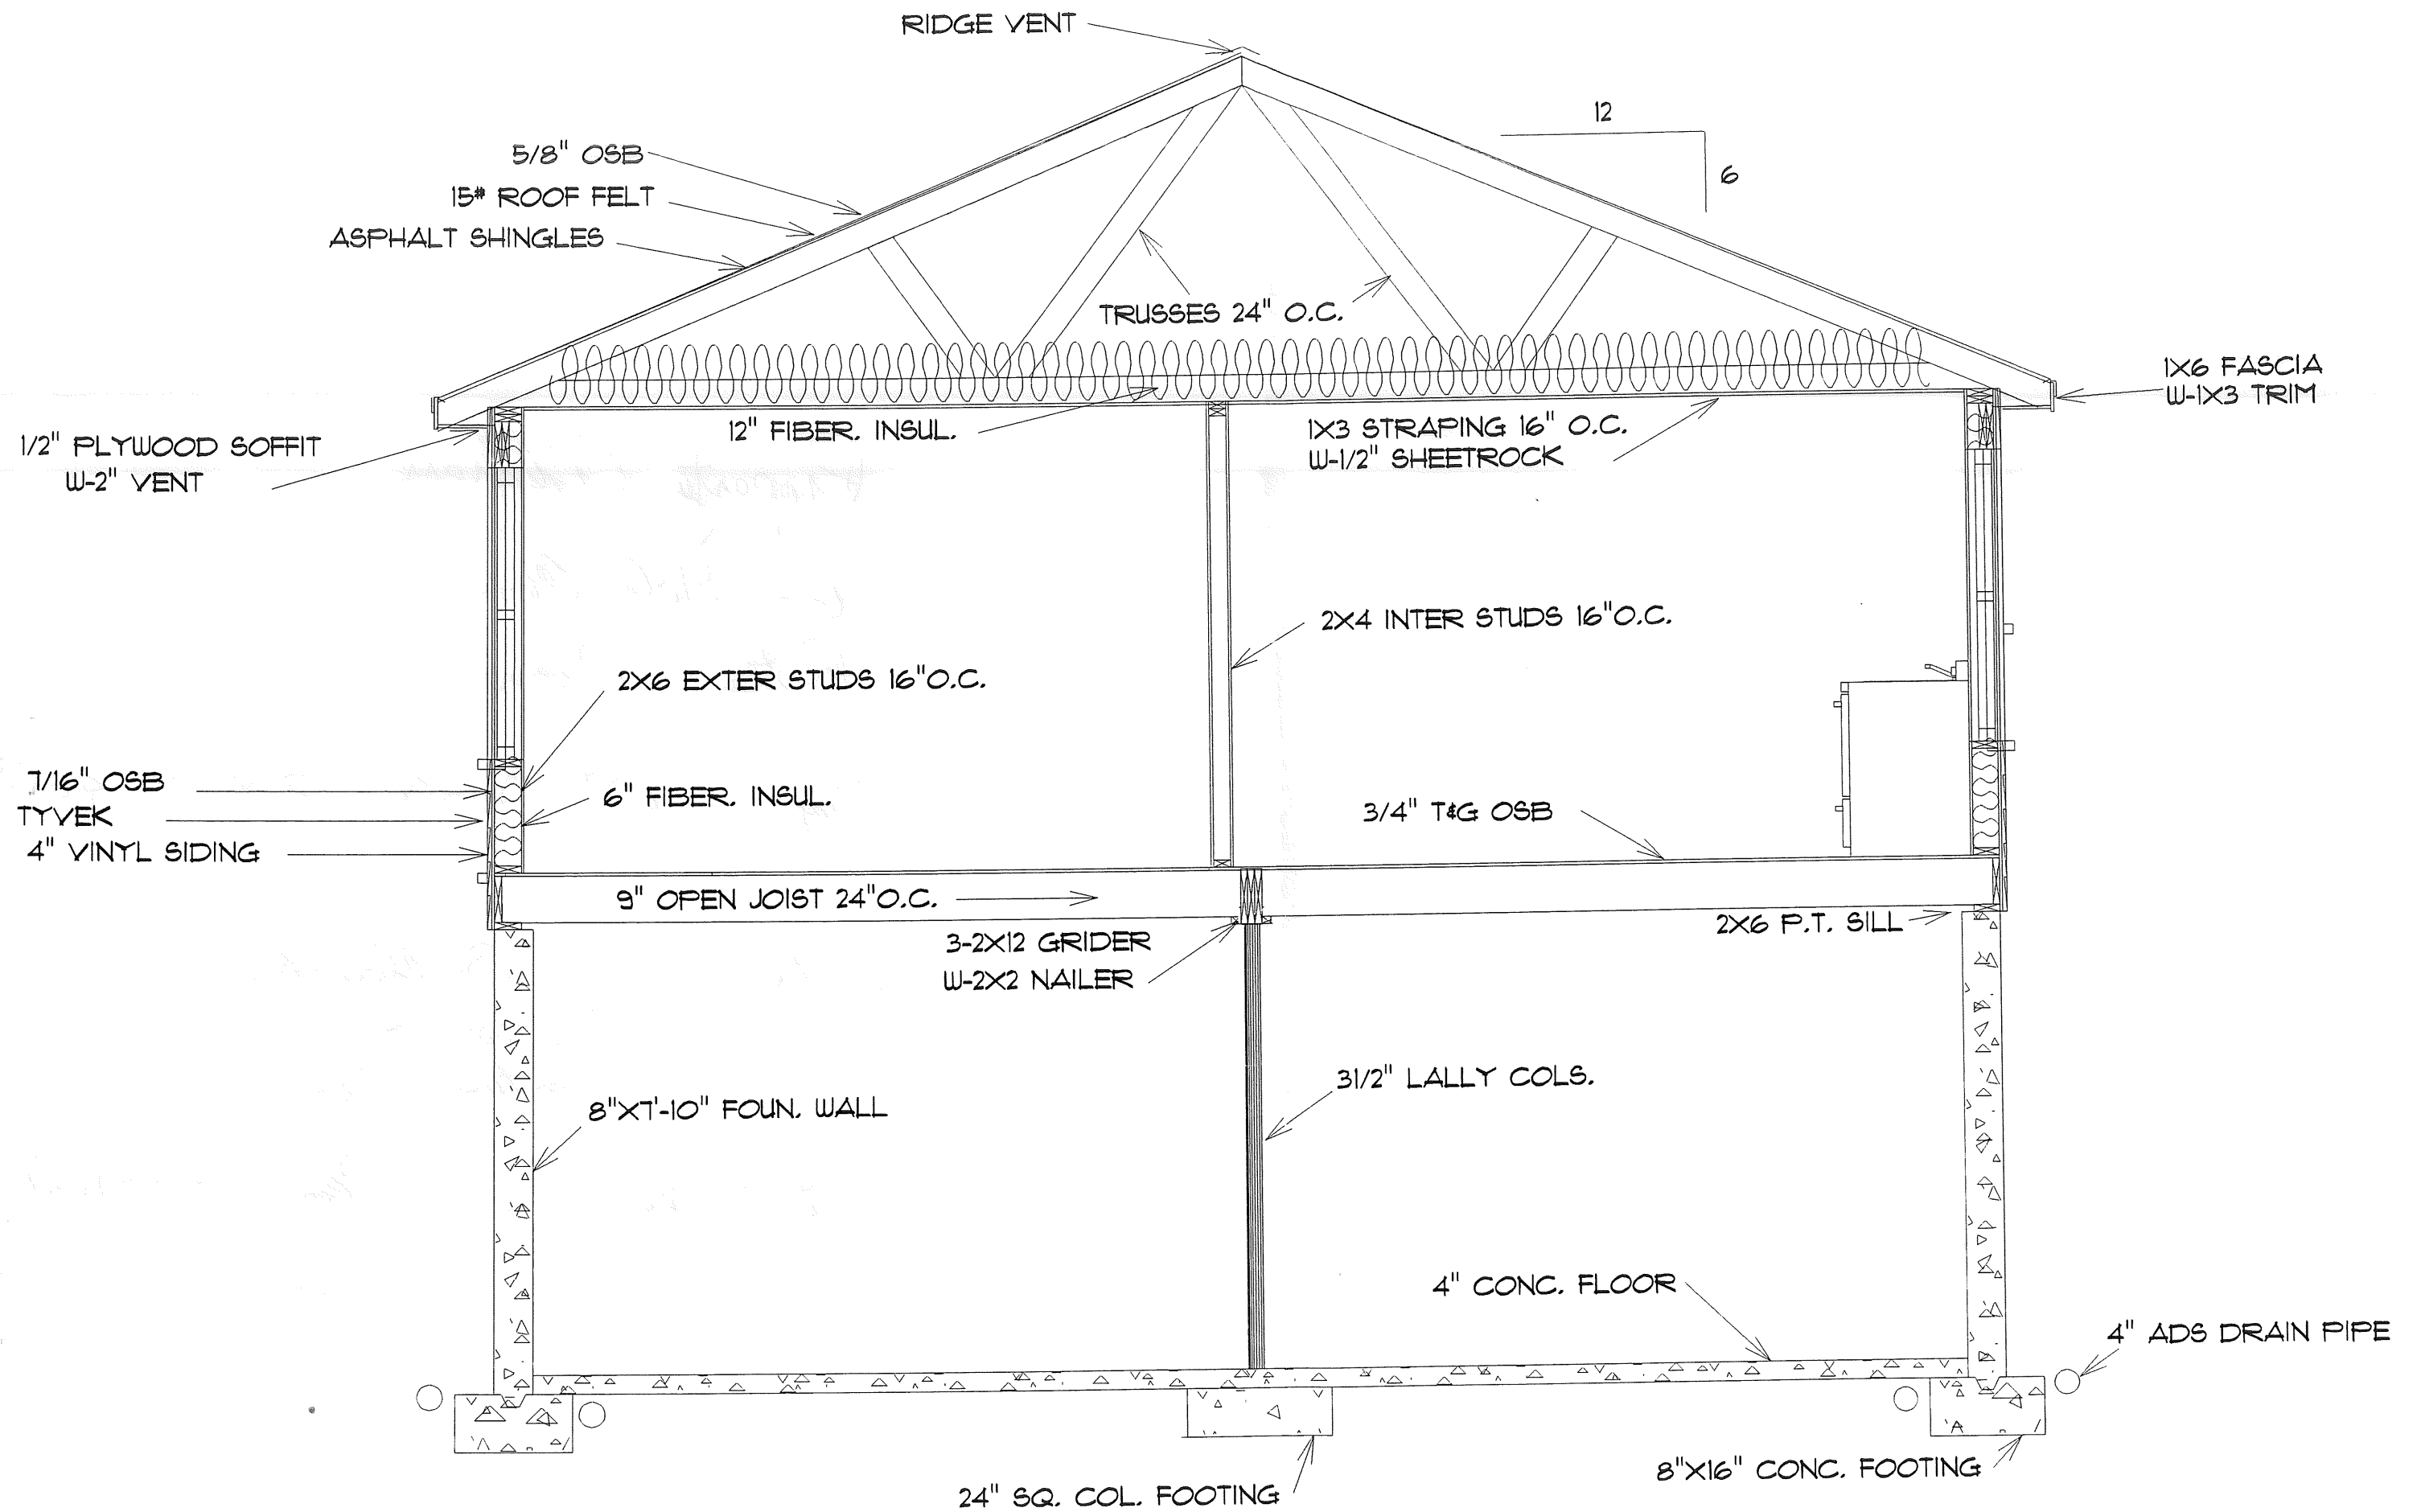 RIDGE VENT
12
6
5/8" OSB
15# ROOF FELT
ASPHALT SHINGLES
TRUSSES 24" O.C.
1X6 FASCIA
W-1X3 TRIM
1/2" PLYWOOD SOFFIT
W-2" VENT
12" FIBER. INSUL.
1X3 STRAPING 16" O.C.
W-1/2" SHEETROCK
2X4 INTER STUDS 16"O.C.
2X6 EXTER STUDS 16"O.C.
7/16" OSB
TYVEK
4" VINYL SIDING
6" FIBER. INSUL.
3/4" T&G OSB
9" OPEN JOIST 24"O.C.
2X6 P.T. SILL
3-2X12 GRIDER
W-2X2 NAILER
31/2" LALLY COLS.
8"X7'-10" FOUN. WALL
4" CONC. FLOOR
4" ADS DRAIN PIPE
8"X16" CONC. FOOTING
24" SQ. COL. FOOTING